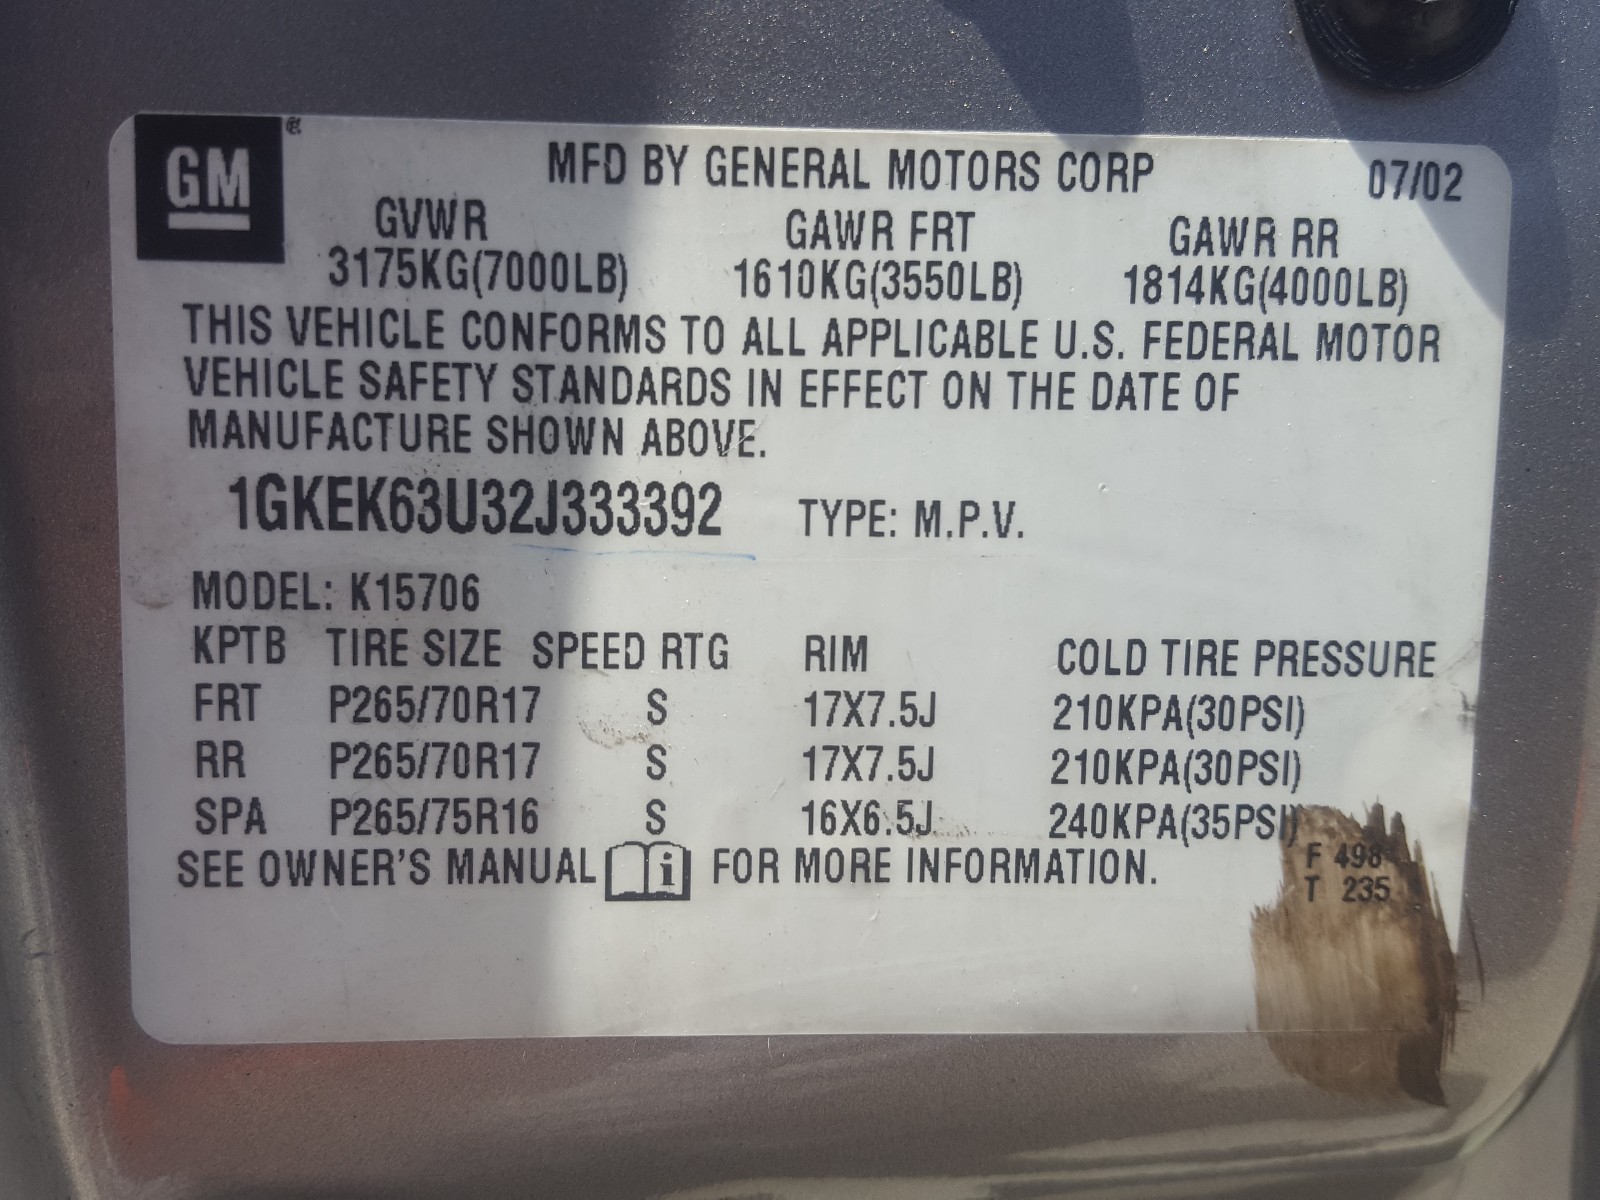 GM ®
MFD BY GENERAL MOTORS CORP 07/02
GVWR GAWR FRT GAWR RR
3175KG(7000LB) 1610KG(3550LB) 1814KG(4000LB)
THIS VEHICLE CONFORMS TO ALL APPLICABLE U.S. FEDERAL MOTOR
VEHICLE SAFETY STANDARDS IN EFFECT ON THE DATE OF
MANUFACTURE SHOWN ABOVE.
1GKEK63U32J333392 TYPE: M.P.V.
MODEL: K15706
KPTB TIRE SIZE SPEED RTG RIM COLD TIRE PRESSURE
FRT P265/70R17 S 17X7.5J 210KPA(30PSI)
RR P265/70R17 S 17X7.5J 210KPA(30PSI)
SPA P265/75R16 S 16X6.5J 240KPA(35PSI)
SEE OWNER'S MANUAL i FOR MORE INFORMATION.
F 498
T 235